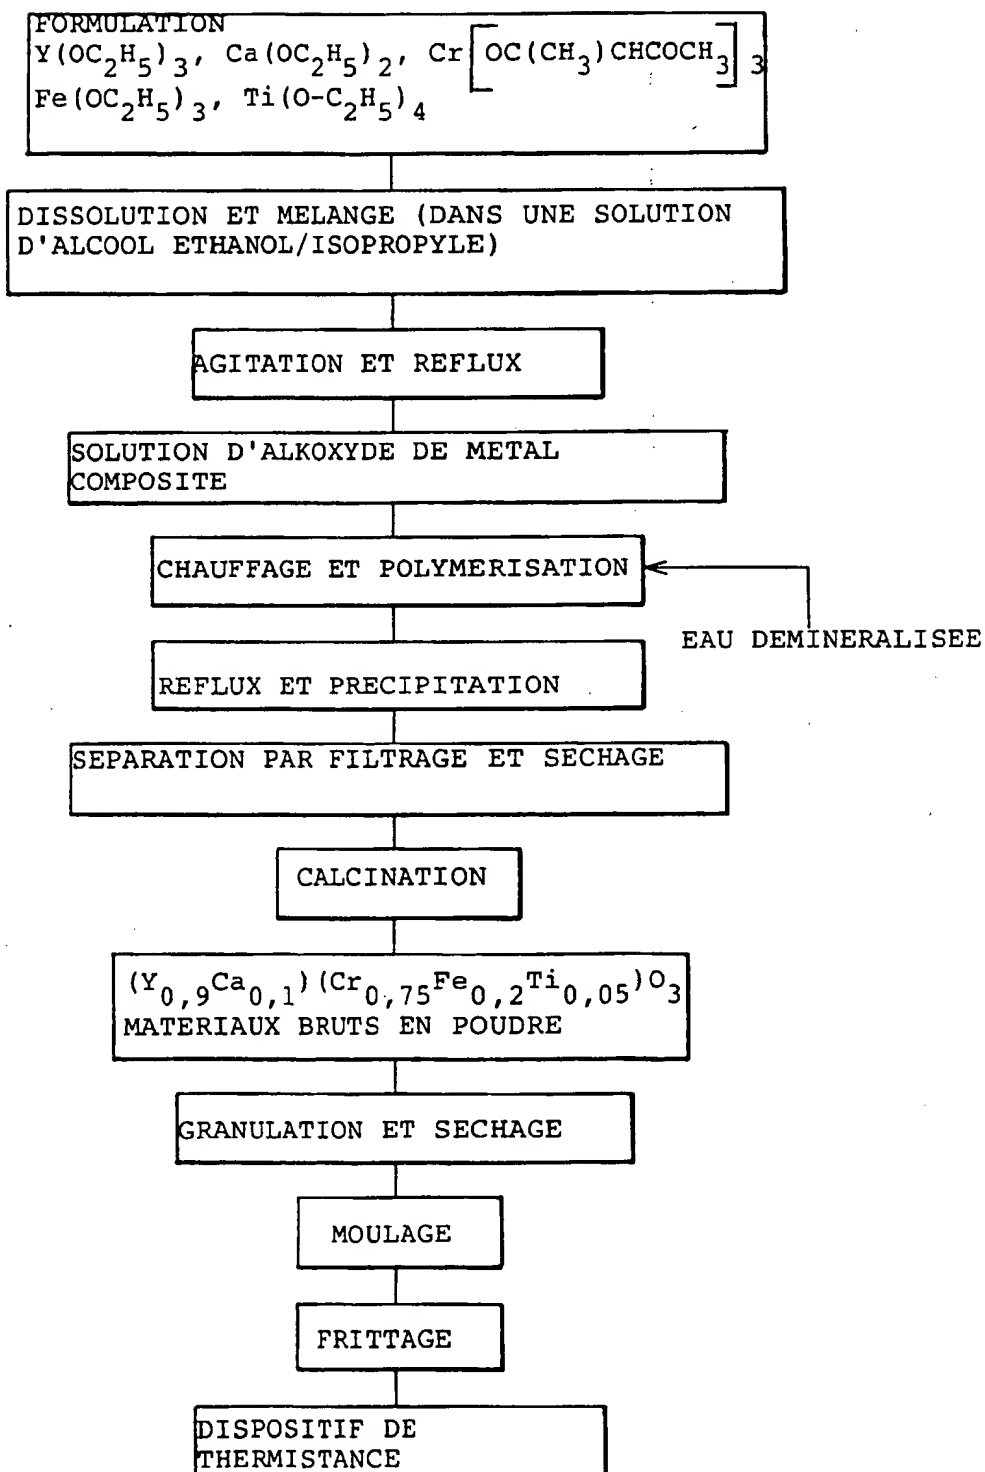 FORMULATION
Y(OC₂H₅)₃, Ca(OC₂H₅)₂, Cr[OC(CH₃)CHCOCH₃]₃
Fe(OC₂H₅)₃, Ti(O-C₂H₅)₄
DISSOLUTION ET MELANGE (DANS UNE SOLUTION
D'ALCOOL ETHANOL/ISOPROPYLE)
AGITATION ET REFLUX
SOLUTION D'ALKOXYDE DE METAL
COMPOSITE
CHAUFFAGE ET POLYMERISATION
EAU DEMINERALISEE
REFLUX ET PRECIPITATION
SEPARATION PAR FILTRAGE ET SECHAGE
CALCINATION
(Y₀,₉Ca₀,₁)(Cr₀,₇₅Fe₀,₂Ti₀,₀₅)O₃
MATERIAUX BRUTS EN POUDRE
GRANULATION ET SECHAGE
MOULAGE
FRITTAGE
DISPOSITIF DE
THERMISTANCE